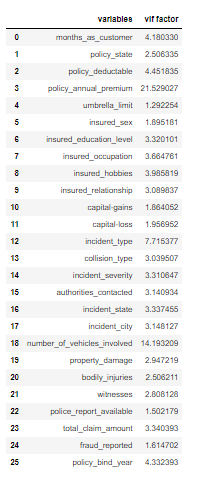 variables vif factor
0 months_as_customer 4.180330
1 policy_state 2.506335
2 policy_deductable 4.451835
3 policy_annual_premium 21.529027
4 umbrella_limit 1.292254
5 insured_sex 1.895181
6 insured_education_level 3.320101
7 insured_occupation 3.664761
8 insured_hobbies 3.985819
9 insured_relationship 3.089837
10 capital-gains 1.864052
11 capital-loss 1.956952
12 incident_type 7.715377
13 collision_type 3.039507
14 incident_severity 3.310647
15 authorities_contacted 3.140934
16 incident_state 3.337455
17 incident_city 3.148127
18 number_of_vehicles_involved 14.193209
19 property_damage 2.947219
20 bodily_injuries 2.506211
21 witnesses 2.808128
22 police_report_available 1.502179
23 total_claim_amount 3.340393
24 fraud_reported 1.614702
25 policy_bind_year 4.332393